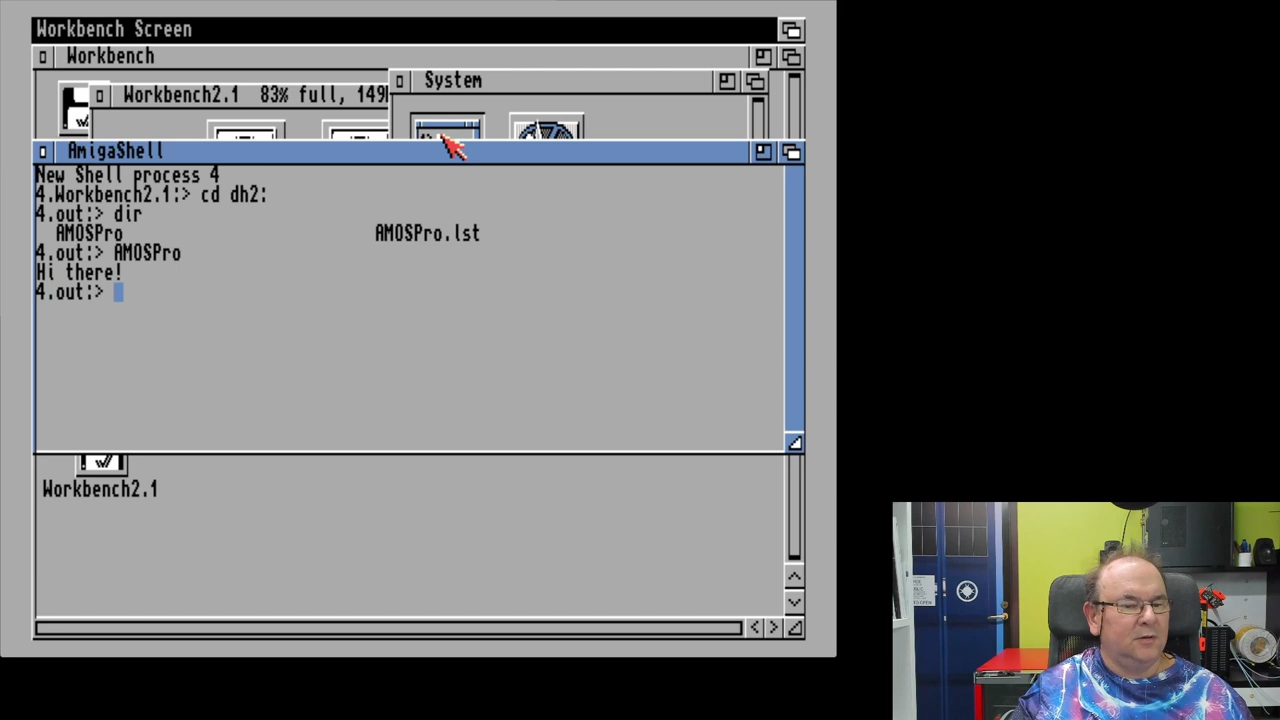 Workbench Screen
Workbench
System
Workbench2.1 83% full, 149
AmigaShell
New Shell process 4
4.Workbench2.1:> cd dh2:
4.out:> dir
AMOSPro AMOSPro.lst
4.out:> AMOSPro
Hi there!
4.out:>
Workbench2.1